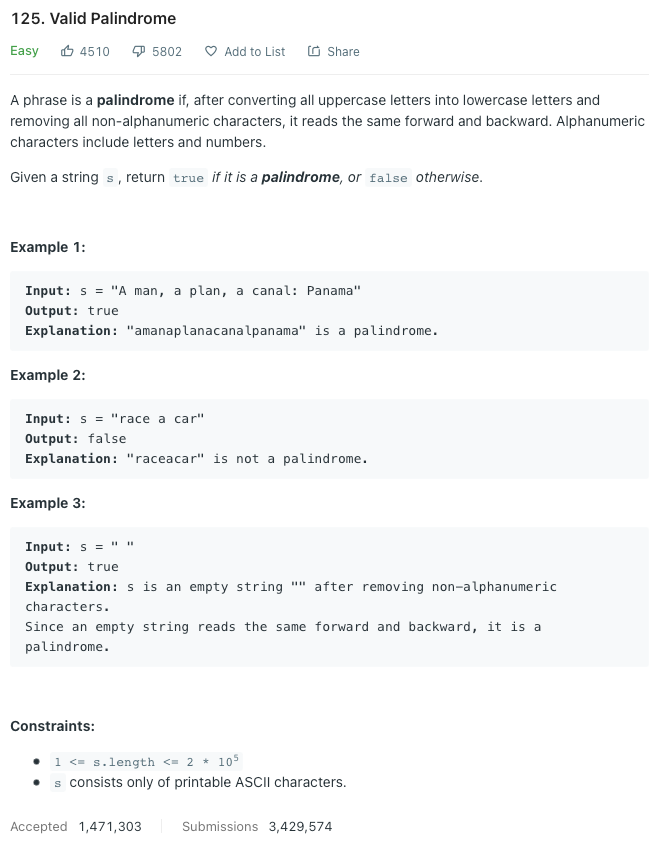 125. Valid Palindrome
Easy 4510 5802 Add to List Share
A phrase is a palindrome if, after converting all uppercase letters into lowercase letters and
removing all non-alphanumeric characters, it reads the same forward and backward. Alphanumeric
characters include letters and numbers.
Given a string s, return true if it is a palindrome, or false otherwise.
Example 1:
Input: s = "A man, a plan, a canal: Panama"
Output: true
Explanation: "amanaplanacanalpanama" is a palindrome.
Example 2:
Input: s = "race a car"
Output: false
Explanation: "raceacar" is not a palindrome.
Example 3:
Input: s = " "
Output: true
Explanation: s is an empty string "" after removing non-alphanumeric
characters.
Since an empty string reads the same forward and backward, it is a
palindrome.
Constraints:
• 1 <= s.length <= 2 * 10⁵
• s consists only of printable ASCII characters.
Accepted 1,471,303 Submissions 3,429,574